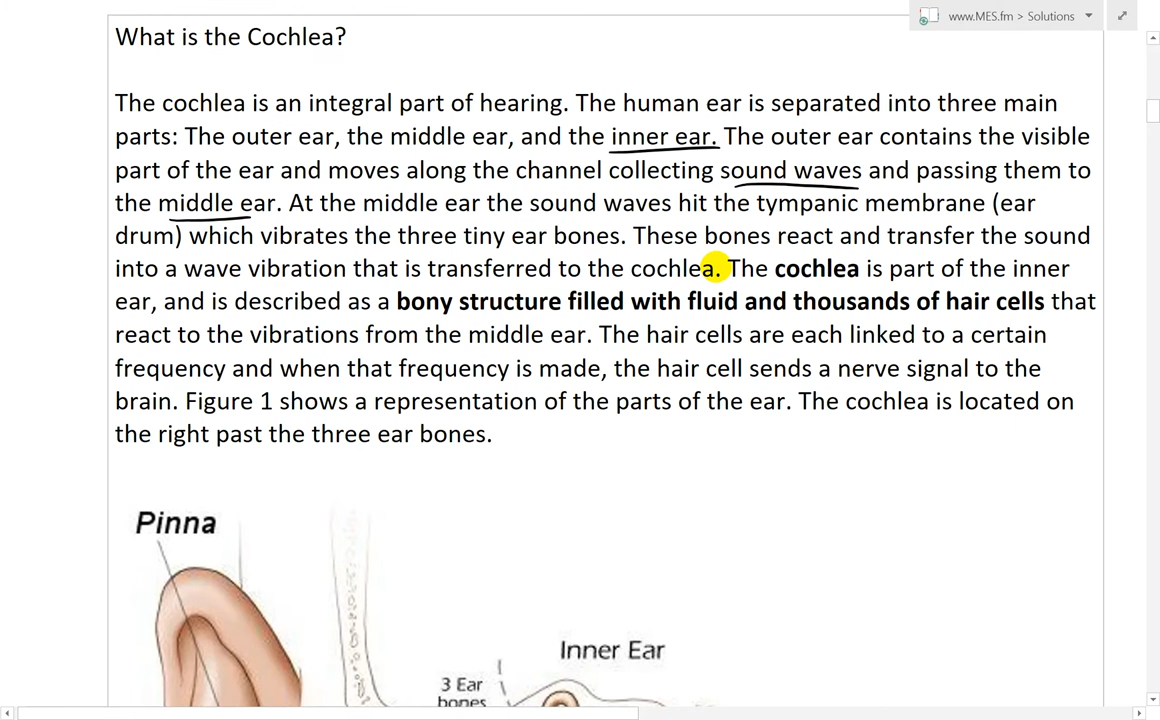 www.MES.fm > Solutions
What is the Cochlea?
The cochlea is an integral part of hearing. The human ear is separated into three main
parts: The outer ear, the middle ear, and the inner ear. The outer ear contains the visible
part of the ear and moves along the channel collecting sound waves and passing them to
the middle ear. At the middle ear the sound waves hit the tympanic membrane (ear
drum) which vibrates the three tiny ear bones. These bones react and transfer the sound
into a wave vibration that is transferred to the cochlea. The cochlea is part of the inner
ear, and is described as a bony structure filled with fluid and thousands of hair cells that
react to the vibrations from the middle ear. The hair cells are each linked to a certain
frequency and when that frequency is made, the hair cell sends a nerve signal to the
brain. Figure 1 shows a representation of the parts of the ear. The cochlea is located on
the right past the three ear bones.
Pinna
Inner Ear
3 Ear
bones